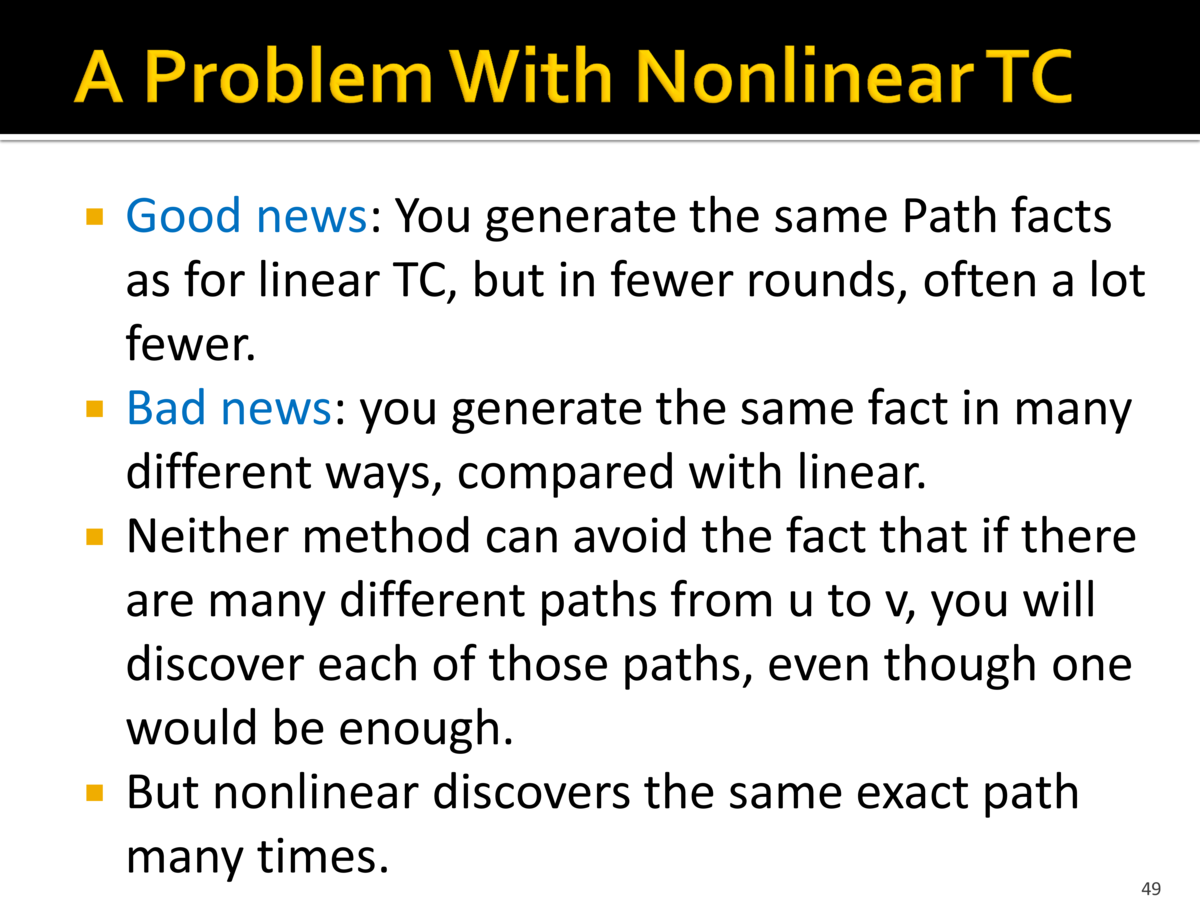 A Problem With Nonlinear TC
Good news: You generate the same Path facts
as for linear TC, but in fewer rounds, often a lot
fewer.
Bad news: you generate the same fact in many
different ways, compared with linear.
Neither method can avoid the fact that if there
are many different paths from u to v, you will
discover each of those paths, even though one
would be enough.
But nonlinear discovers the same exact path
many times.
49